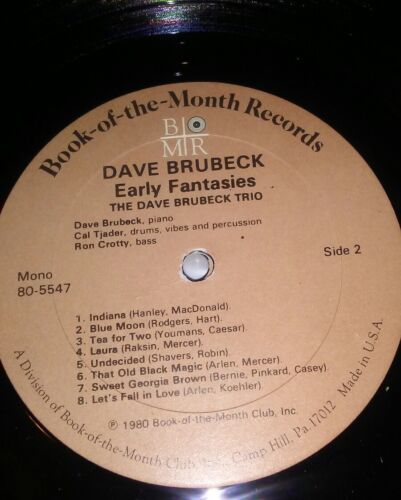 Book-of-the-Month Records
B
M R
DAVE BRUBECK
Early Fantasies
THE DAVE BRUBECK TRIO
Dave Brubeck, piano
Cal Tjader, drums, vibes and percussion
Ron Crotty, bass
Mono
80-5547
Side 2
1. Indiana (Hanley, MacDonald).
2. Blue Moon (Rodgers, Hart).
3. Tea for Two (Youmans, Caesar).
4. Laura (Raksin, Mercer).
5. Undecided (Shavers, Robin).
6. That Old Black Magic (Arlen, Mercer).
7. Sweet Georgia Brown (Bernie, Pinkard, Casey).
8. Let's Fall in Love (Arlen, Koehler).
℗ 1980 Book-of-the-Month Club, Inc.
A Division of Book-of-the-Month Club, Camp Hill, Pa. 17012 Made in U.S.A.